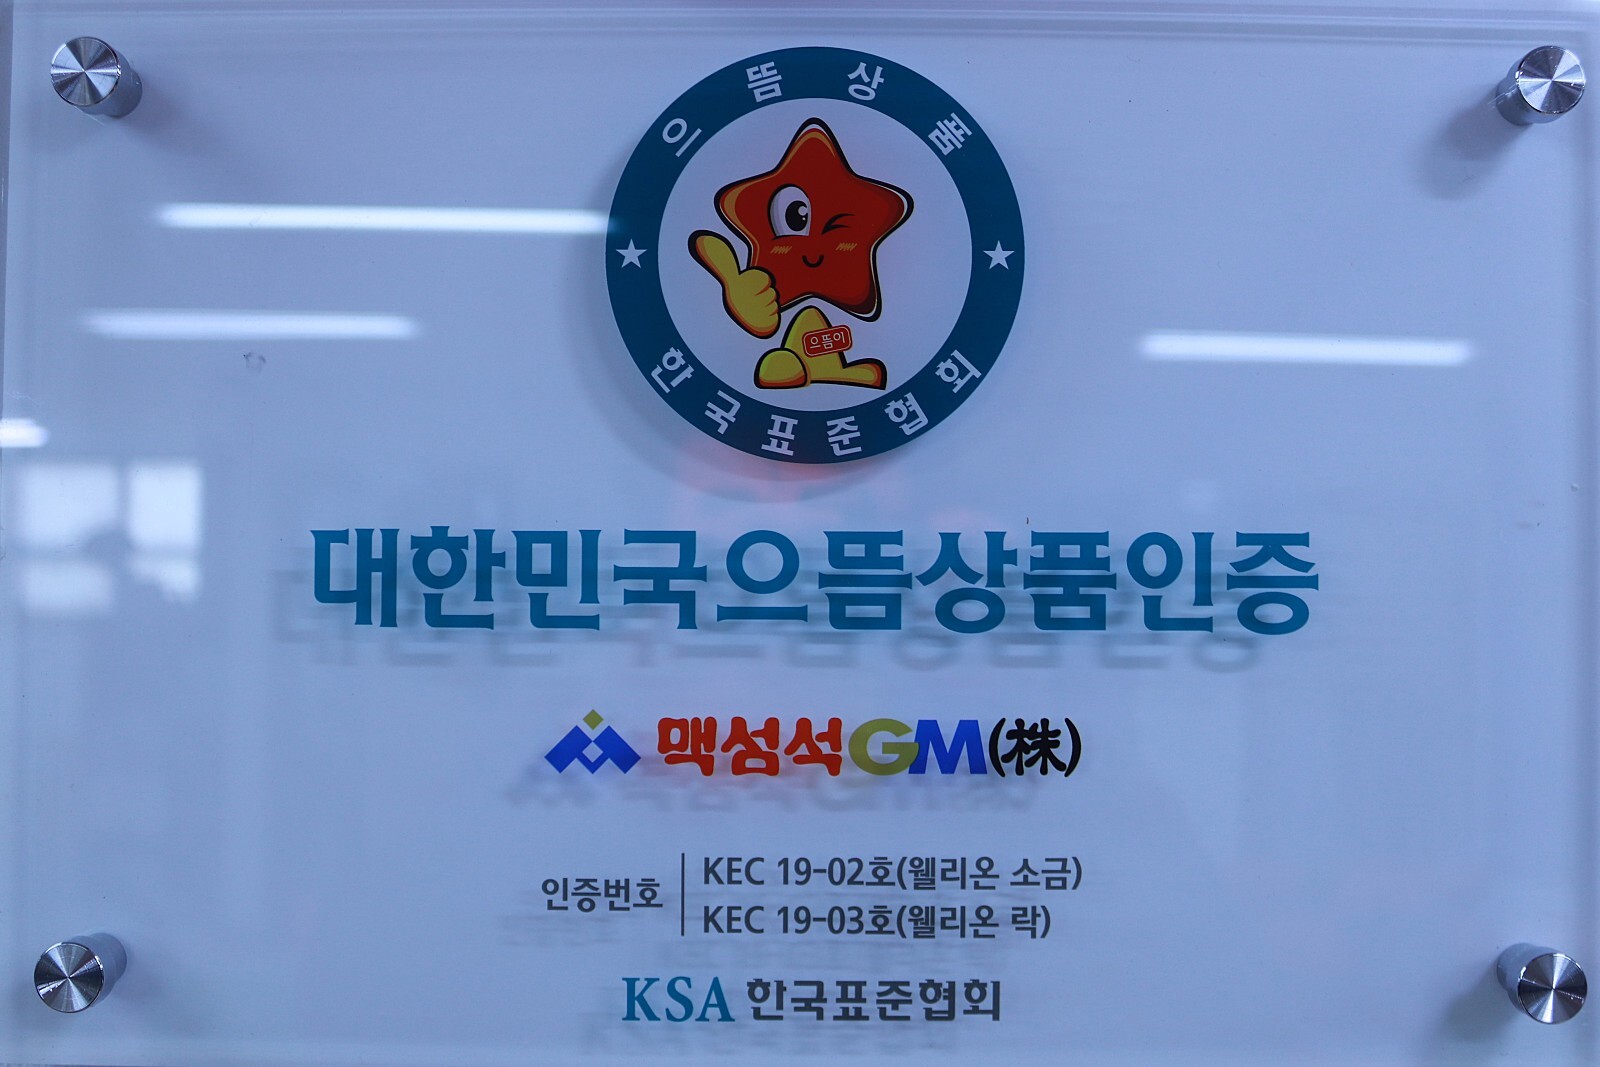 으뜸상품
으뜸이
한국표준협회
대한민국으뜸상품인증
맥섬석GM(株)
인증번호
KEC 19-02호(웰리온 소금)
KEC 19-03호(웰리온 락)
KSA 한국표준협회